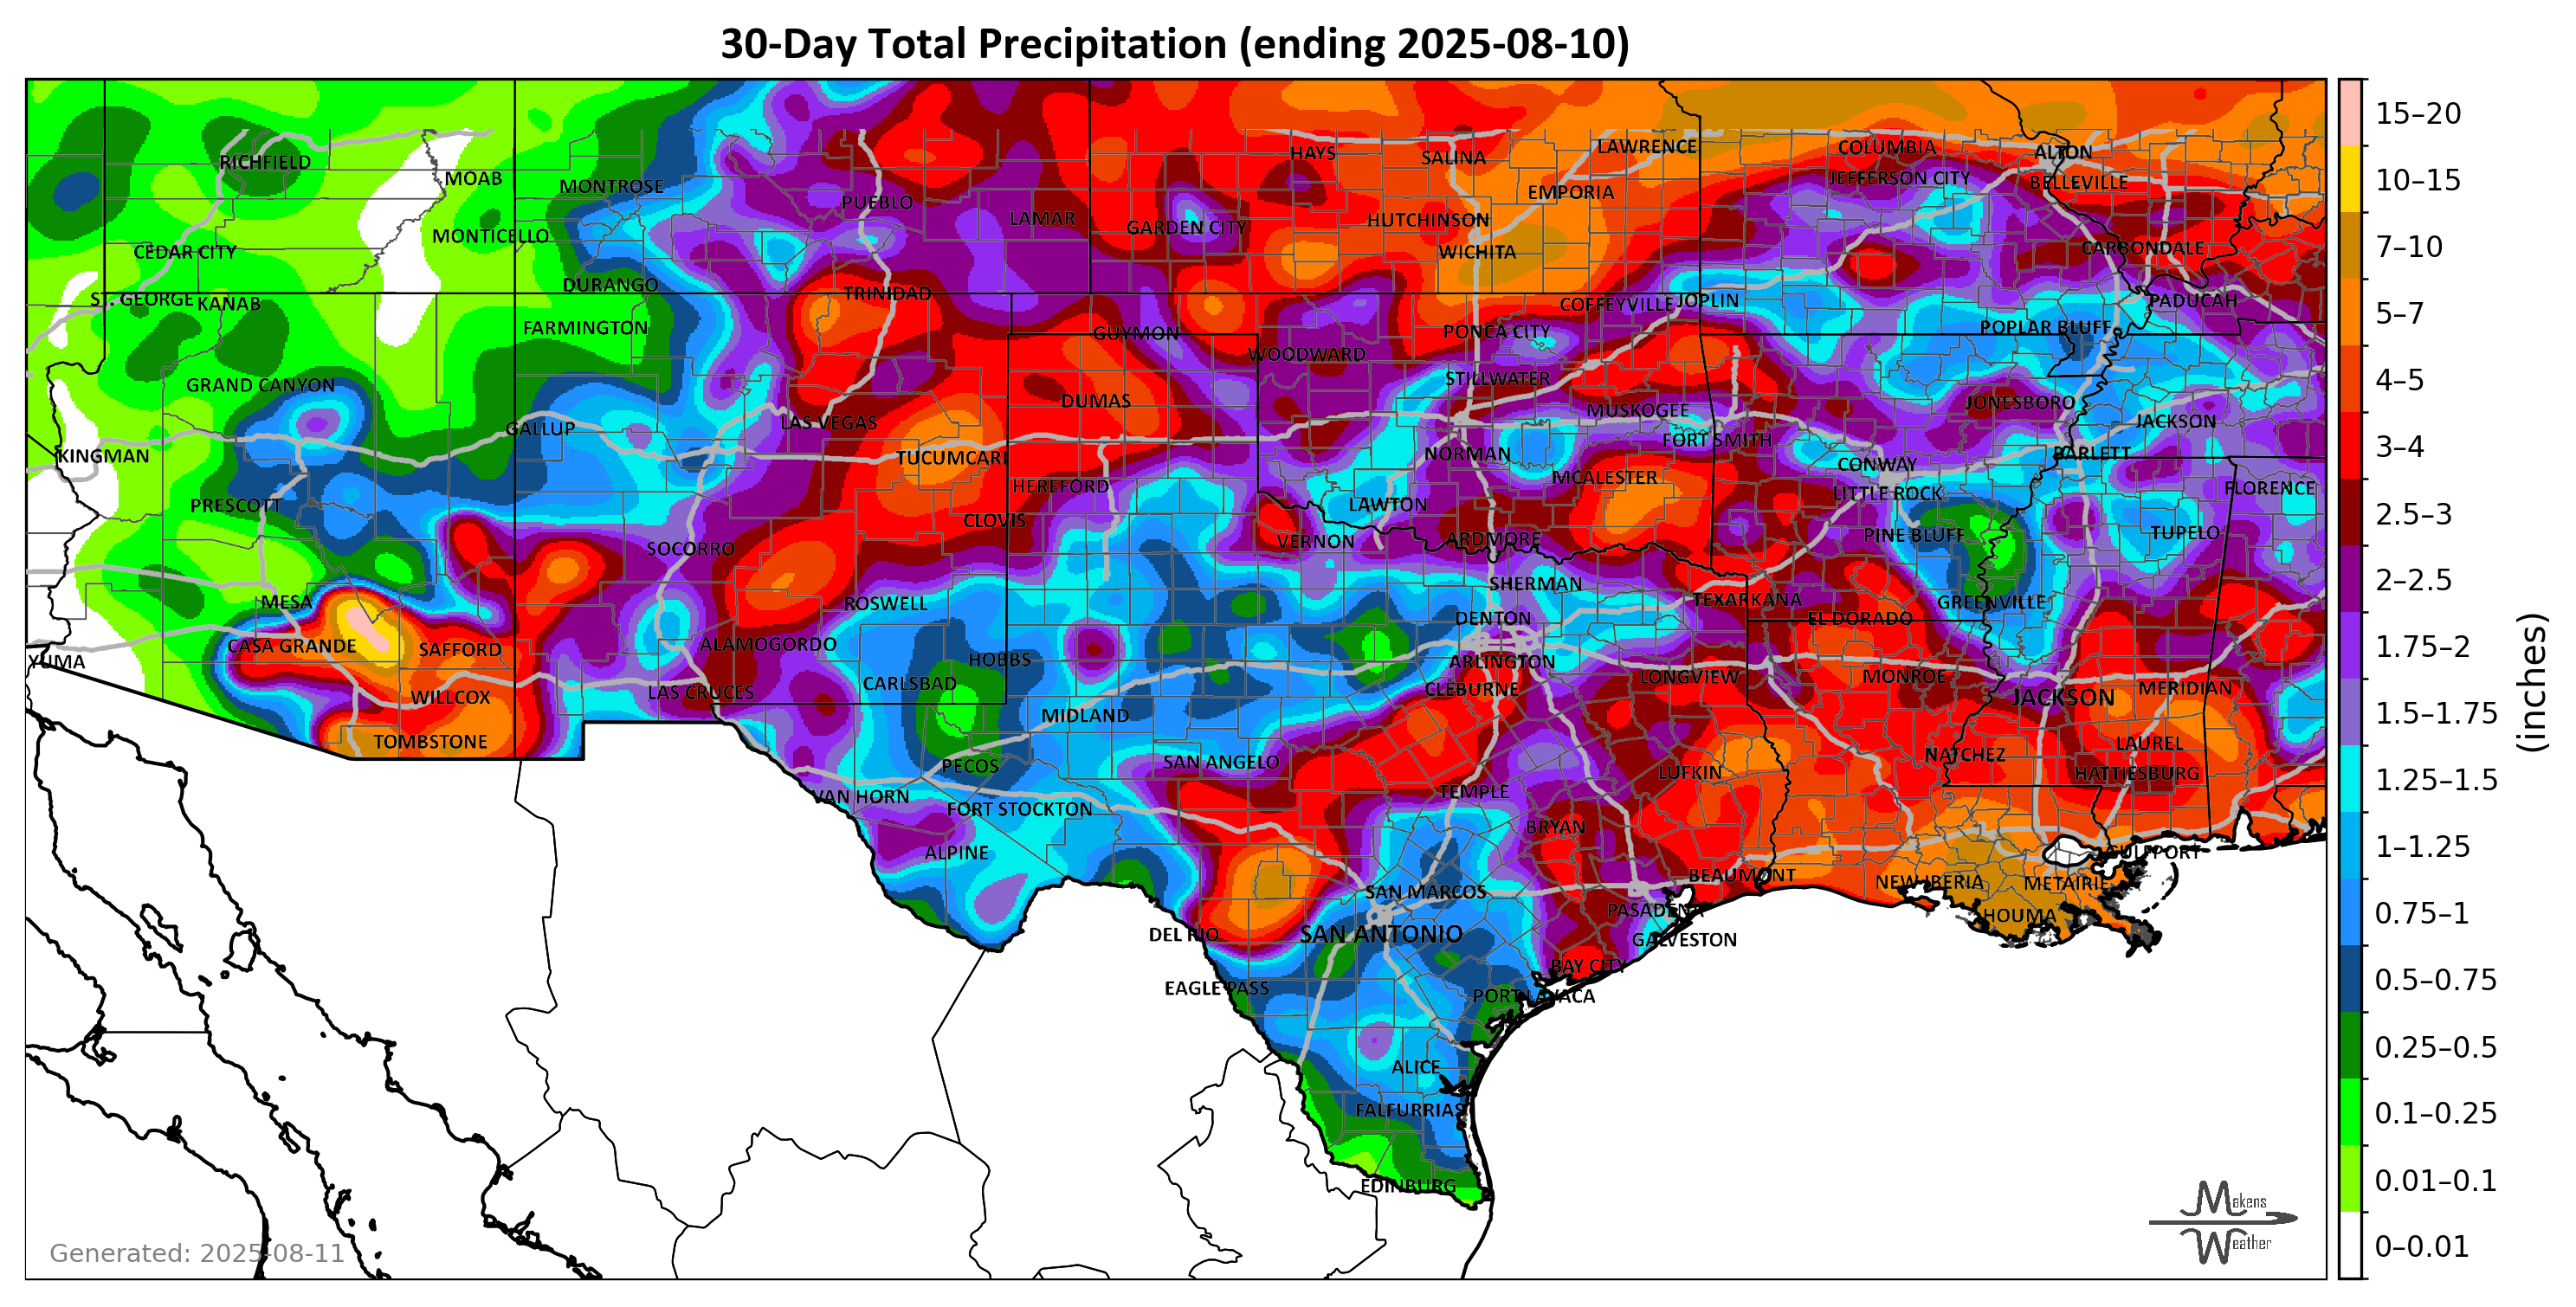 30-Day Total Precipitation (ending 2025-08-10)
COLUMBIA
LAWRENCE
HAYS
SALINA
ALTON
RICHFIELD
MOAB
MONTROSE
JEFFERSON CITY
BELLEVILLE
EMPORIA
PUEBLO
LAMAR
HUTCHINSON
GARDEN CITY
MONTICELLO
CEDAR CITY
WICHITA
CARBONDALE
DURANGO
TRINIDAD
ST. GEORGE
KANAB
COFFEYVILLE
JOPLIN
PADUCAH
FARMINGTON
GUYMON
PONCA CITY
POPLAR BLUFF
WOODWARD
GRAND CANYON
STILLWATER
DUMAS
JONESBORO
MUSKOGEE
LAS VEGAS
JACKSON
GALLUP
FORT SMITH
KINGMAN
TUCUMCARI
NORMAN
BARLETT
CONWAY
MCALESTER
HEREFORD
LITTLE ROCK
FLORENCE
PRESCOTT
LAWTON
CLOVIS
PINE BLUFF
TUPELO
SOCORRO
VERNON
ARDMORE
SHERMAN
MESA
ROSWELL
TEXARKANA
GREENVILLE
DENTON
EL DORADO
CASA GRANDE
SAFFORD
ALAMOGORDO
YUMA
HOBBS
ARLINGTON
LONGVIEW
MONROE
WILLCOX
LAS CRUCES
CARLSBAD
CLEBURNE
JACKSON
MERIDIAN
MIDLAND
TOMBSTONE
LAUREL
PECOS
SAN ANGELO
NATCHEZ
LUFKIN
HATTIESBURG
VAN HORN
FORT STOCKTON
TEMPLE
BRYAN
ALPINE
GULFPORT
BEAUMONT
NEW IBERIA
METAIRIE
SAN MARCOS
PASADENA
HOUMA
DEL RIO
SAN ANTONIO
GALVESTON
BAY CITY
EAGLE PASS
PORT LAVACA
ALICE
FALFURRIAS
EDINBURG
Generated: 2025-08-11
Makens
Weather
15–20
10–15
7–10
5–7
4–5
3–4
2.5–3
2–2.5
1.75–2
1.5–1.75
1.25–1.5
1–1.25
0.75–1
0.5–0.75
0.25–0.5
0.1–0.25
0.01–0.1
0–0.01
(inches)